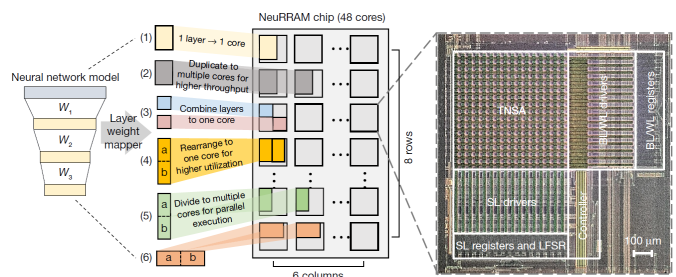 NeuRRAM chip (48 cores)
(1)
1 layer → 1 core
(2)
Duplicate to
multiple cores for
higher throughput
Neural network model
W1
W2
W3
Layer
weight
mapper
(3)
Combine layers
to one core
(4)
a
b
Rearrange to
one core for
higher utilization
(5)
a
b
Divide to multiple
cores for parallel
execution
(6)
a
b
8 rows
6 columns
TNSA
BL/WL drivers
BL/WL registers
SL drivers
Controller
SL registers and LFSR
100 μm